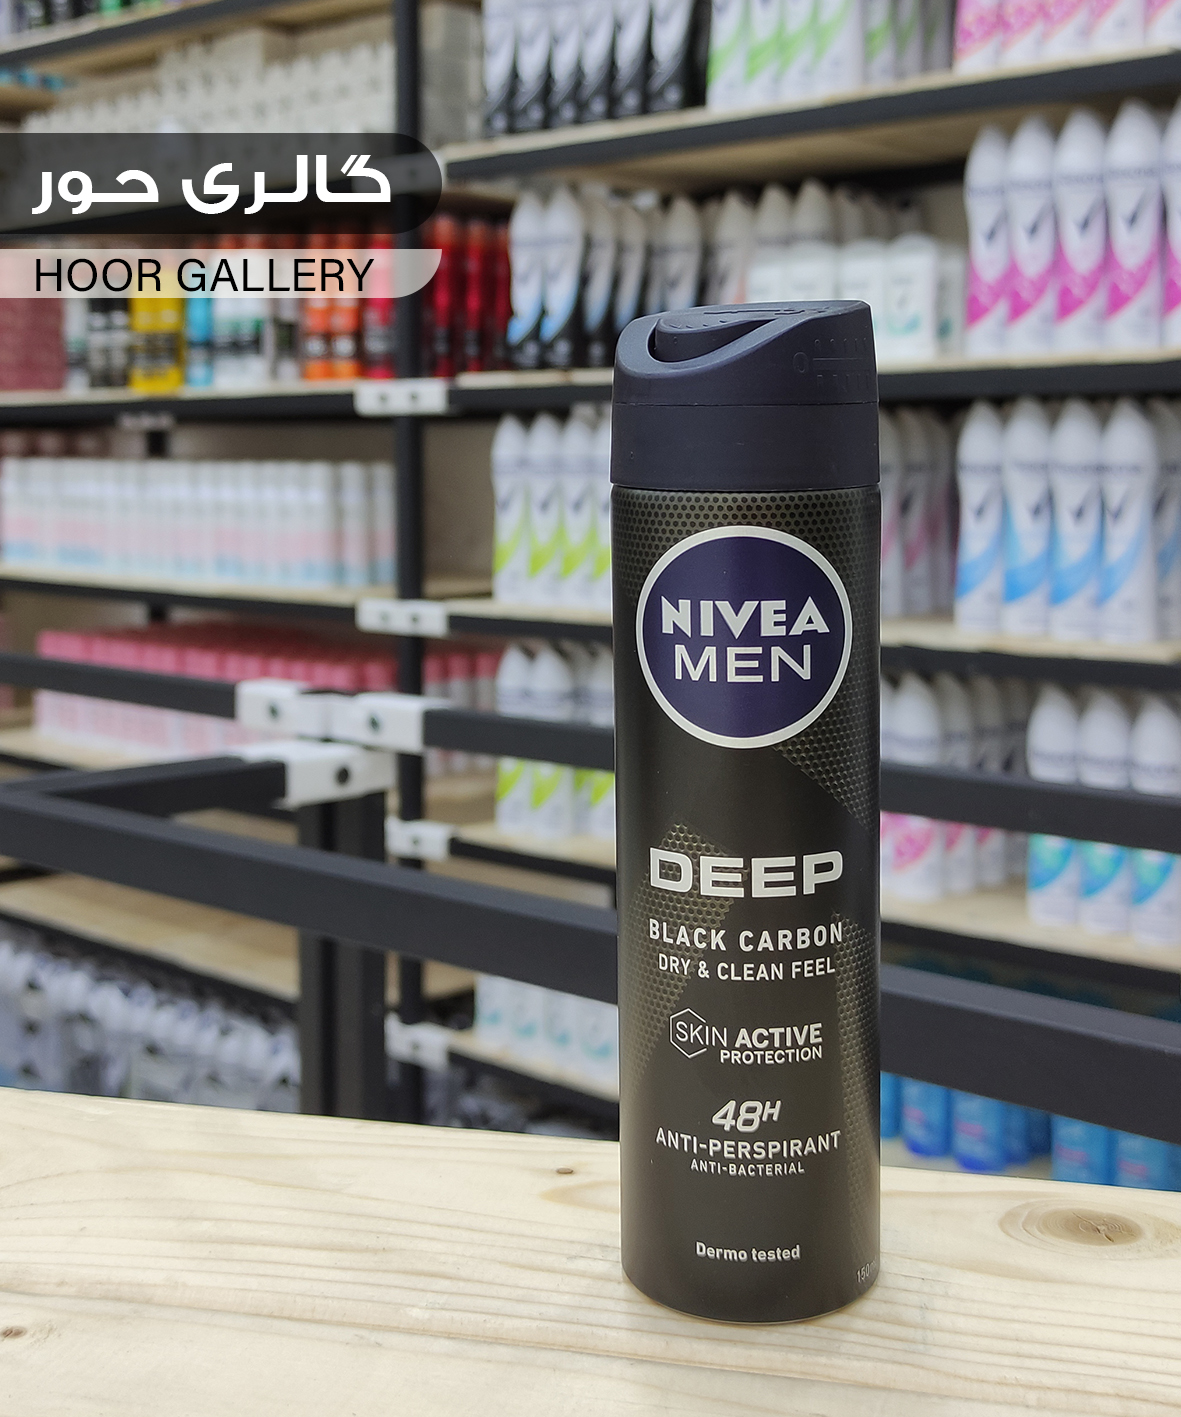 گالری حور
HOOR GALLERY
NIVEA
MEN
DEEP
BLACK CARBON
DRY & CLEAN FEEL
SKIN ACTIVE
PROTECTION
48H
ANTI-PERSPIRANT
ANTI-BACTERIAL
Dermo tested